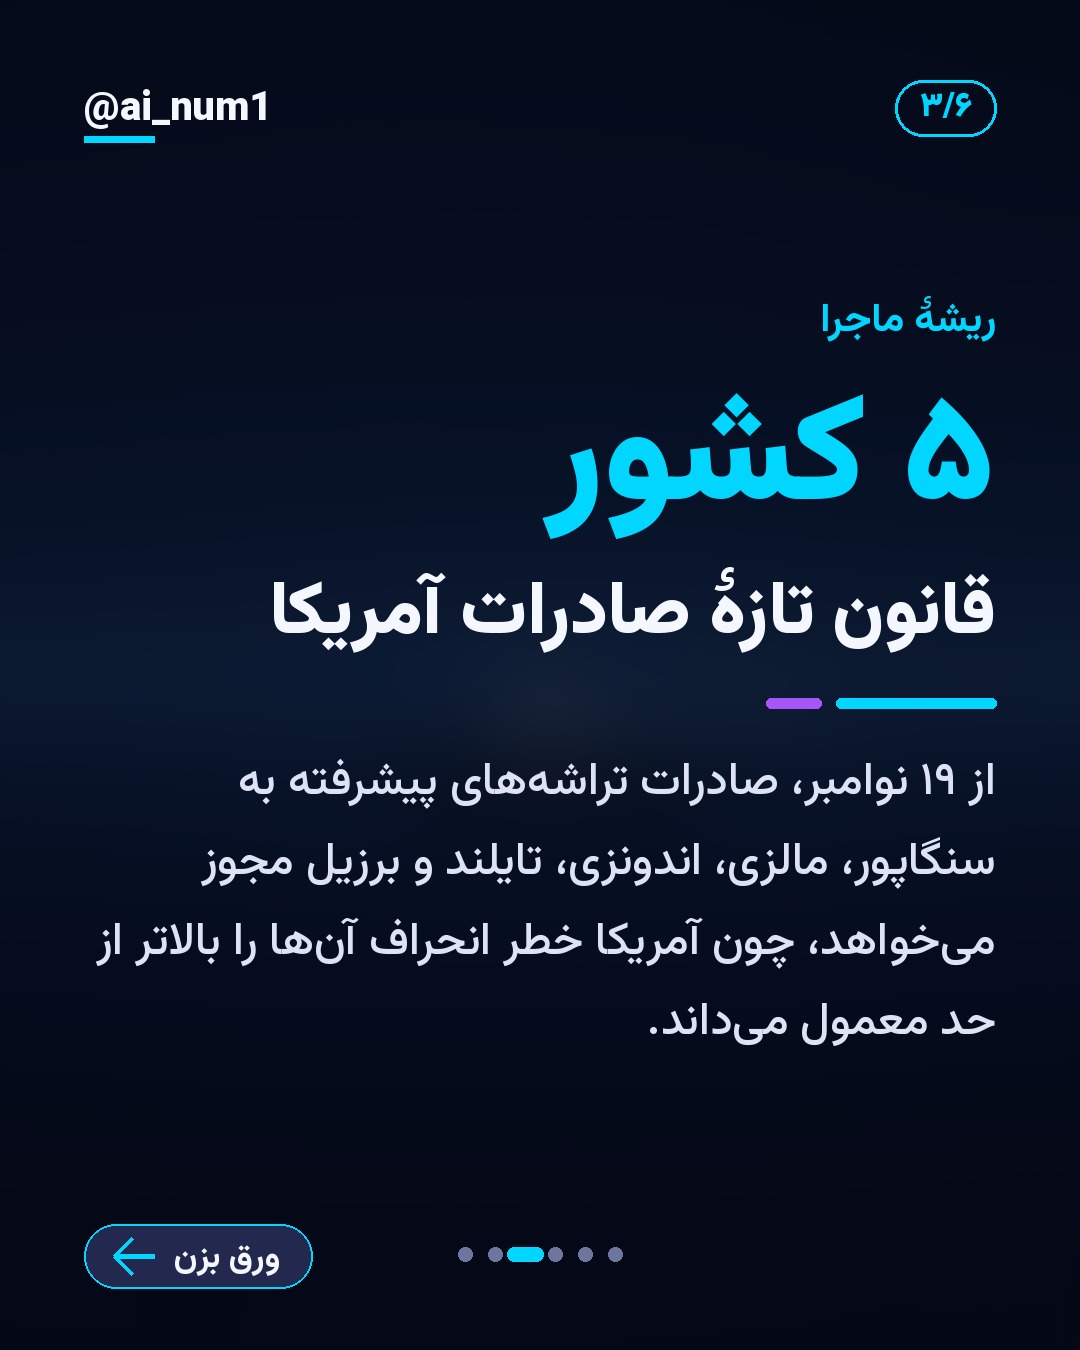 @ai_num1
۳/۶
ریشهٔ ماجرا
۵ کشور
قانون تازهٔ صادرات آمریکا
از ۱۹ نوامبر، صادرات تراشه‌های پیشرفته به
سنگاپور، مالزی، اندونزی، تایلند و برزیل مجوز
می‌خواهد، چون آمریکا خطر انحراف آن‌ها را بالاتر از
حد معمول می‌داند.
ورق بزن